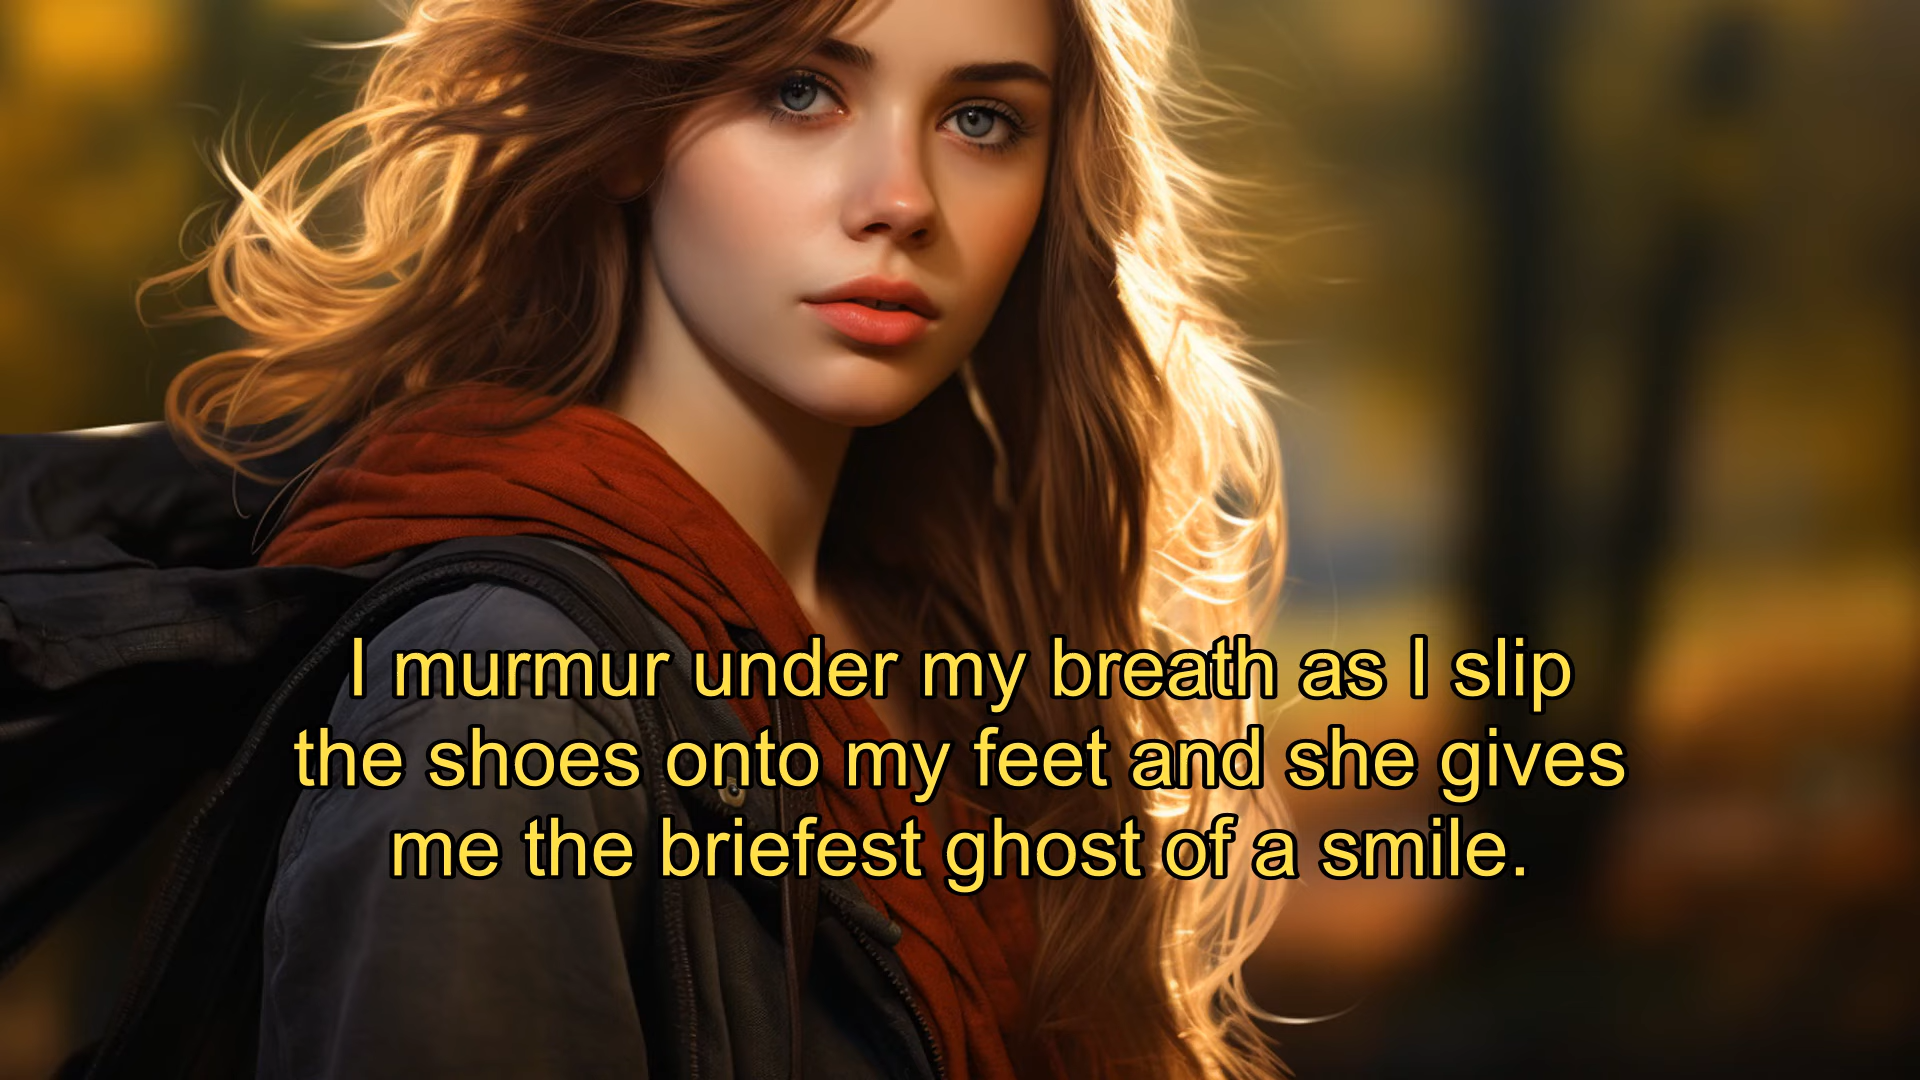 I murmur under my breath as I slip
the shoes onto my feet and she gives
me the briefest ghost of a smile.